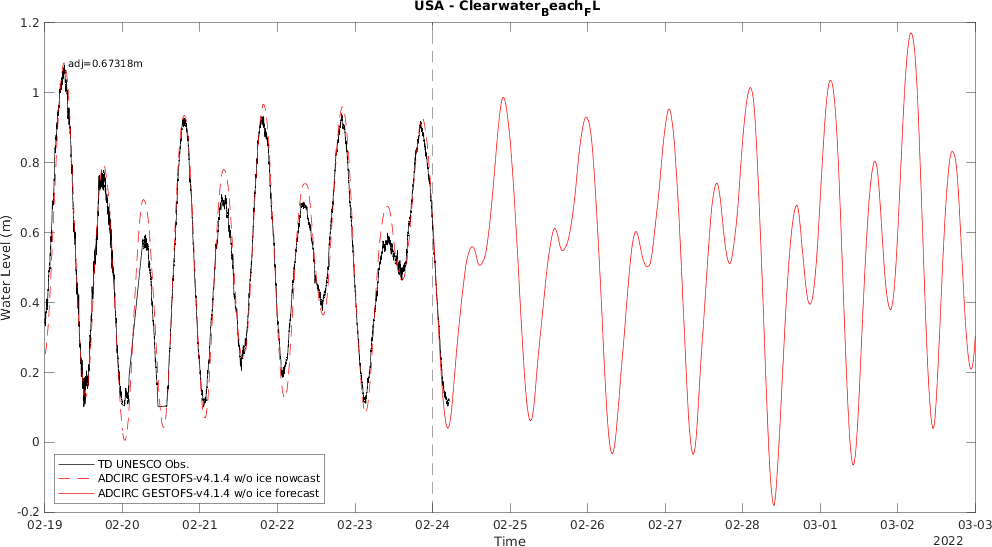 USA - Clearwater_Beach_FL
1.2
1
0.8
0.6
0.4
0.2
0
-0.2
Water Level (m)
adj=0.67318m
TD UNESCO Obs.
ADCIRC GESTOFS-v4.1.4 w/o ice nowcast
ADCIRC GESTOFS-v4.1.4 w/o ice forecast
02-19 02-20 02-21 02-22 02-23 02-24 02-25 02-26 02-27 02-28 03-01 03-02 03-03
Time
2022